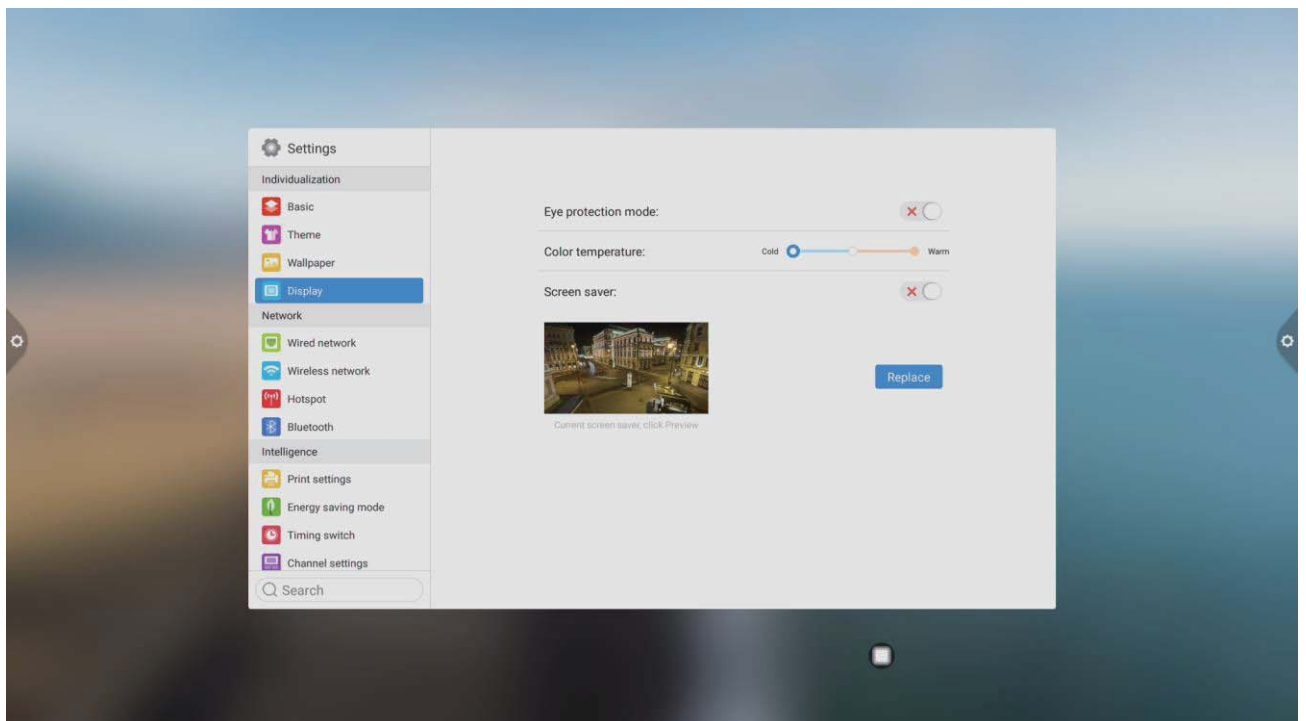 Settings
Individualization
Basic
Theme
Wallpaper
Display
Network
Wired network
Wireless network
Hotspot
Bluetooth
Intelligence
Print settings
Energy saving mode
Timing switch
Channel settings
Search
Eye protection mode:
Color temperature:
Cold
Warm
Screen saver:
Replace
Current screen saver, click Preview